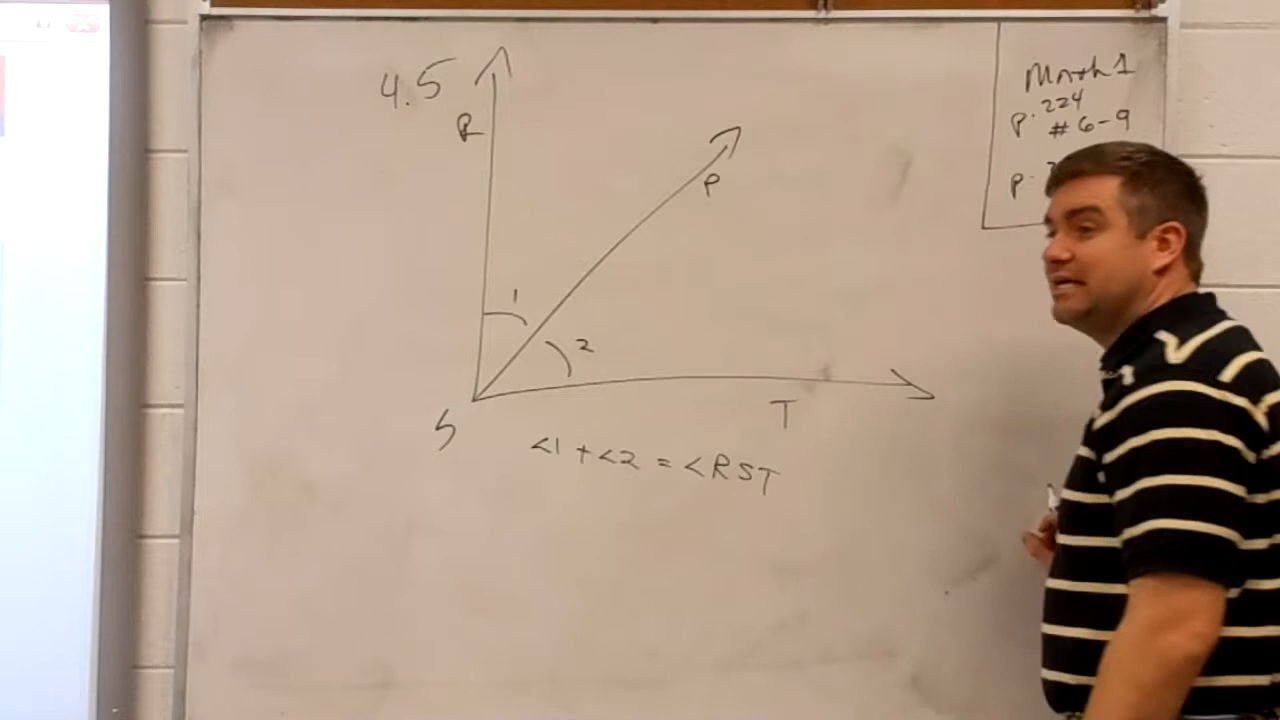 4.5
R
P
1
2
S
T
<1 + <2 = <RST
Math 1
p. 224
# 6-9
p.